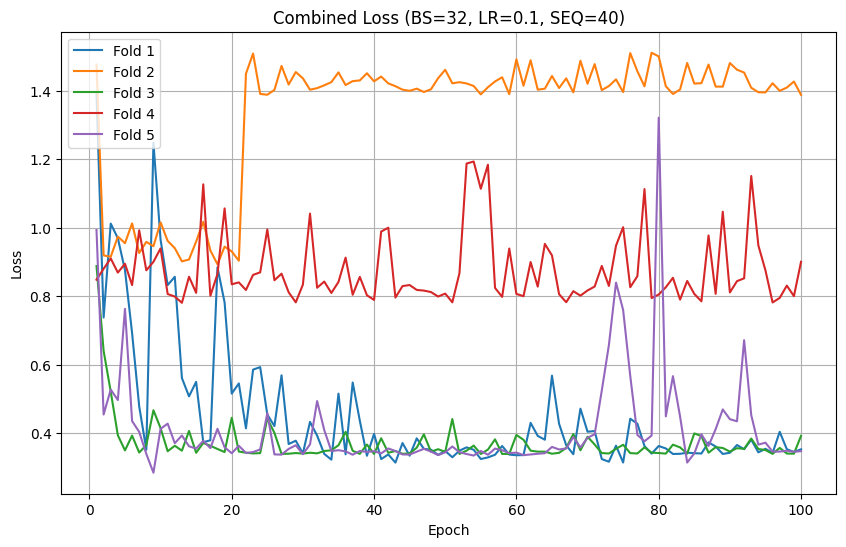 Combined Loss (BS=32, LR=0.1, SEQ=40)
Fold 1
Fold 2
Fold 3
Fold 4
Fold 5
Loss
1.4
1.2
1.0
0.8
0.6
0.4
0 20 40 60 80 100
Epoch